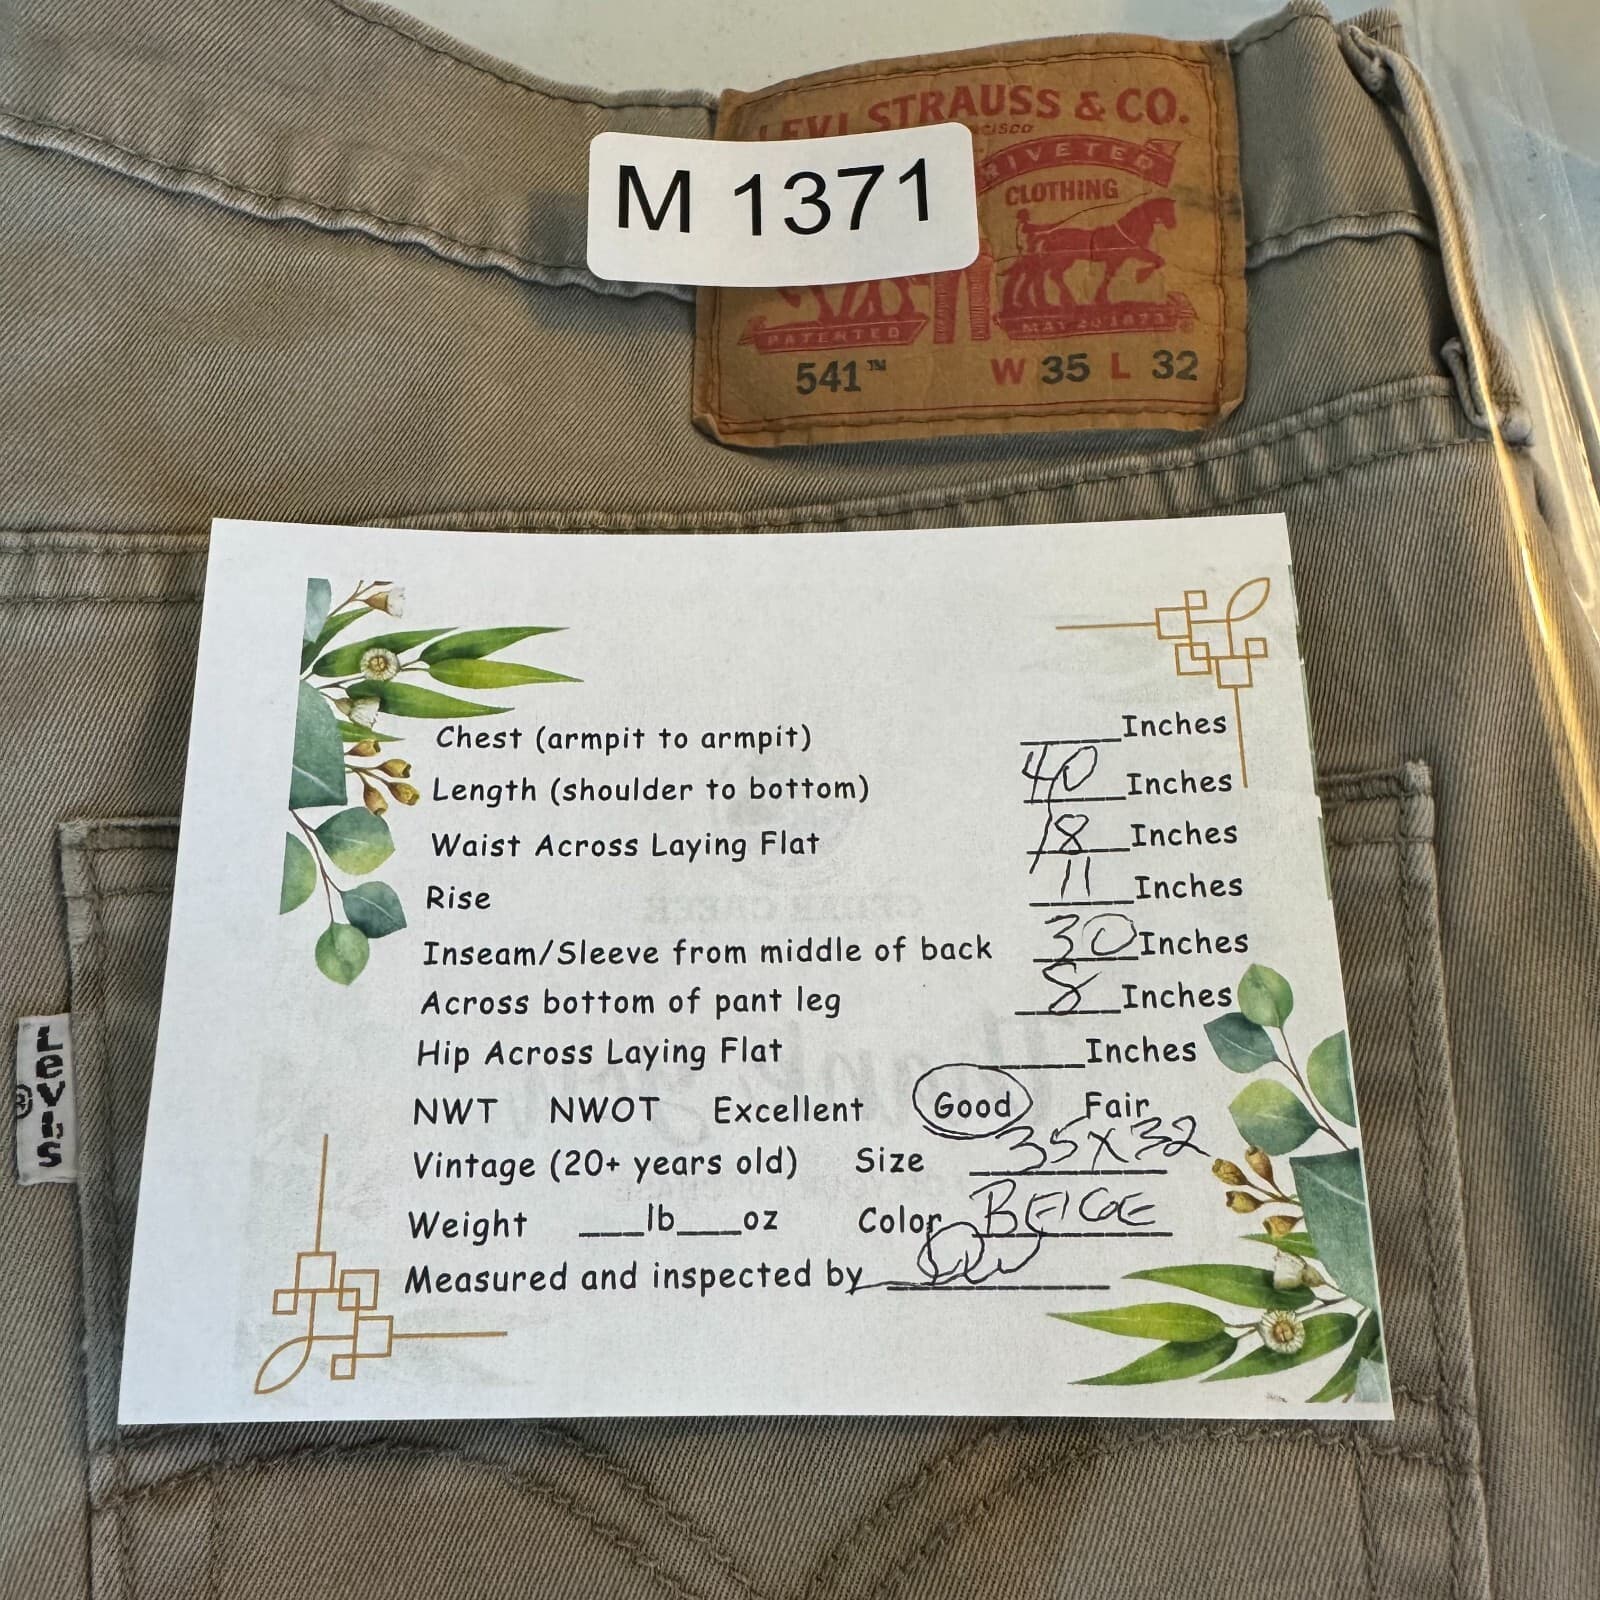 LEVI STRAUSS & CO.
RIVETED
CLOTHING
M 1371
PATENTED MAY 20 1873
541™ W 35 L 32
Chest (armpit to armpit) ____Inches
Length (shoulder to bottom) 40 Inches
Waist Across Laying Flat 18 Inches
Rise 11 Inches
Inseam/Sleeve from middle of back 30 Inches
Across bottom of pant leg 8 Inches
Hip Across Laying Flat ____Inches
NWT NWOT Excellent Good Fair
Vintage (20+ years old) Size 35X32
Weight ___lb___oz Color BEIGE
Measured and inspected by
Levi's ®